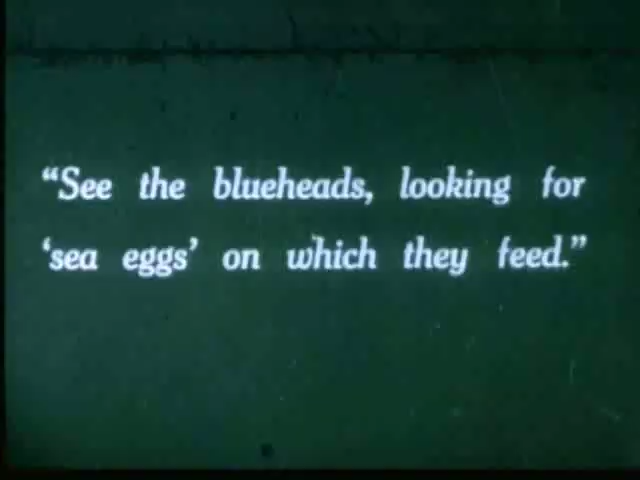 “See the blueheads, looking for
‘sea eggs’ on which they feed.”